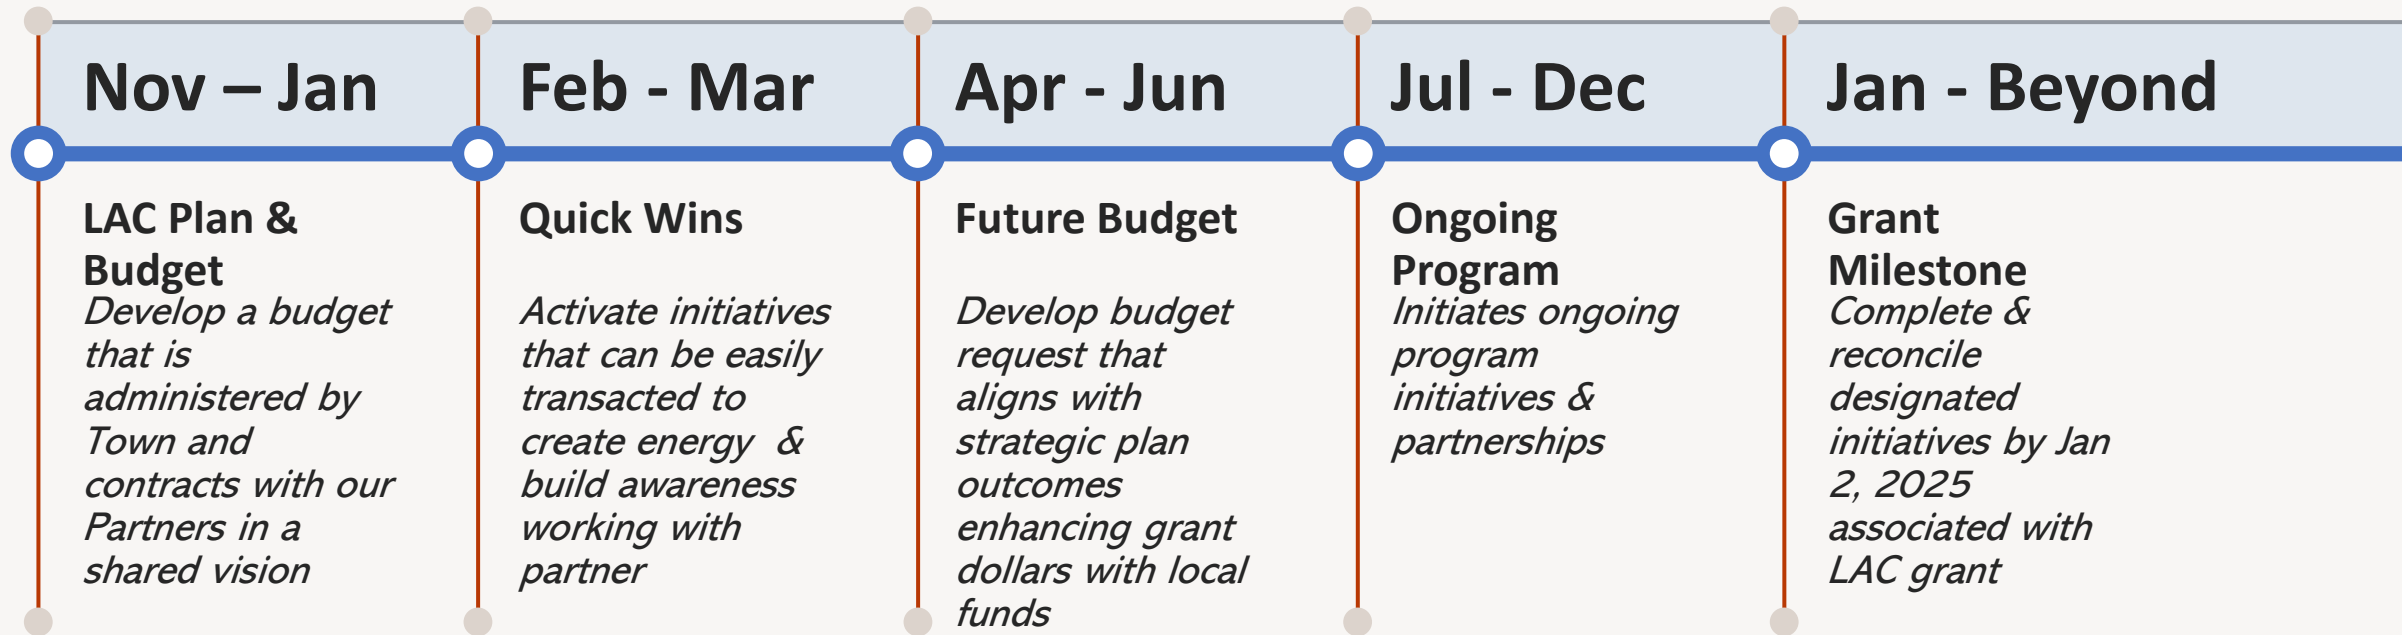 Nov – Jan
LAC Plan &
Budget
Develop a budget
that is
administered by
Town and
contracts with our
Partners in a
shared vision
Feb - Mar
Quick Wins
Activate initiatives
that can be easily
transacted to
create energy  &
build awareness
working with
partner
Apr - Jun
Future Budget
Develop budget
request that
aligns with
strategic plan
outcomes
enhancing grant
dollars with local
funds
Jul - Dec
Ongoing
Program
Initiates ongoing
program
initiatives &
partnerships
Jan - Beyond
Grant
Milestone
Complete &
reconcile
designated
initiatives by Jan
2, 2025
associated with
LAC grant